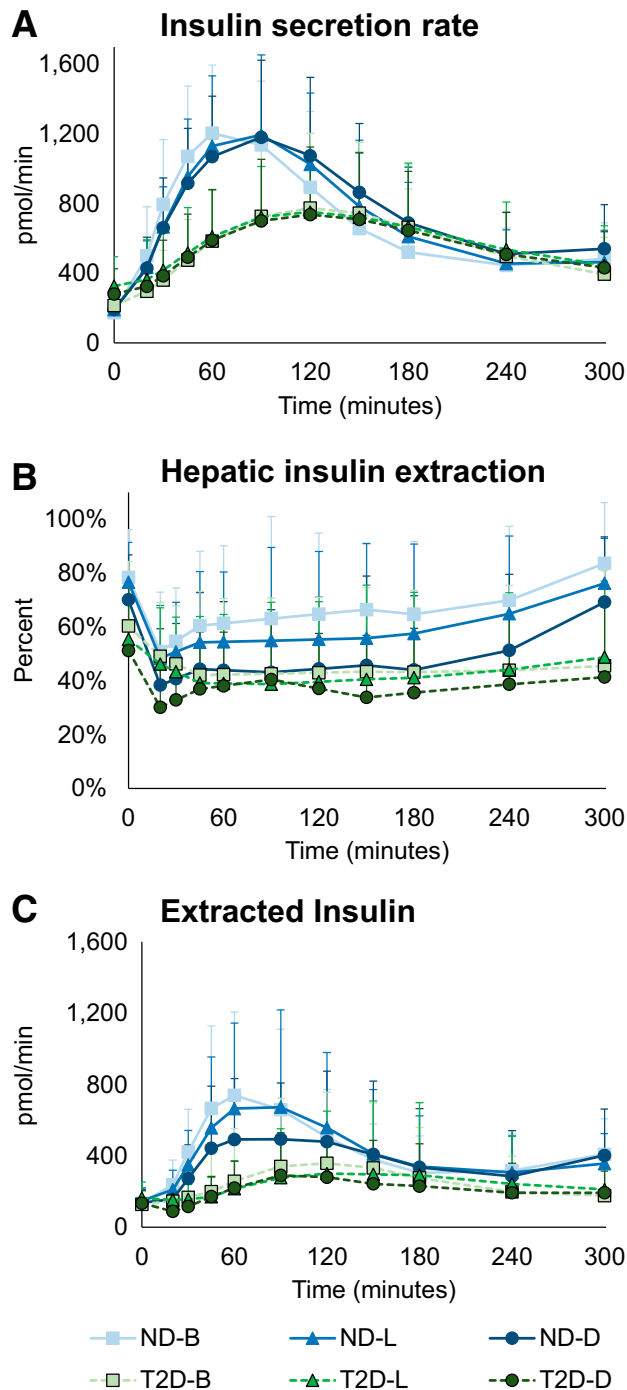 A Insulin secretion rate
1,600
1,200
800
400
0
pmol/min
0 60 120 180 240 300
Time (minutes)
B Hepatic insulin extraction
100%
80%
60%
40%
20%
0%
Percent
0 60 120 180 240 300
Time (minutes)
C Extracted Insulin
1,600
1,200
800
400
0
pmol/min
0 60 120 180 240 300
Time (minutes)
ND-B ND-L ND-D
T2D-B T2D-L T2D-D